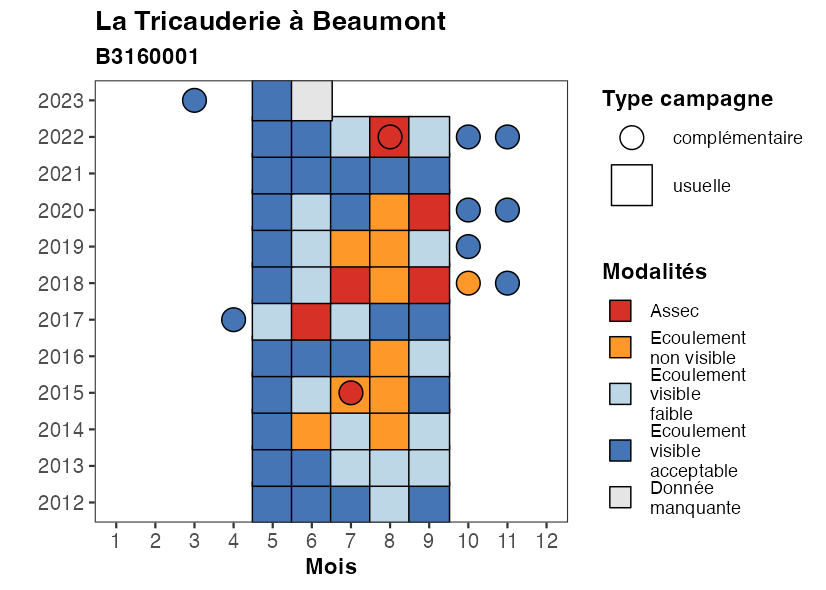 La Tricauderie à Beaumont
B3160001
2023
2022
2021
2020
2019
2018
2017
2016
2015
2014
2013
2012
1 2 3 4 5 6 7 8 9 10 11 12
Mois
Type campagne
complémentaire
usuelle
Modalités
Assec
Ecoulement
non visible
Ecoulement
visible
faible
Ecoulement
visible
acceptable
Donnée
manquante